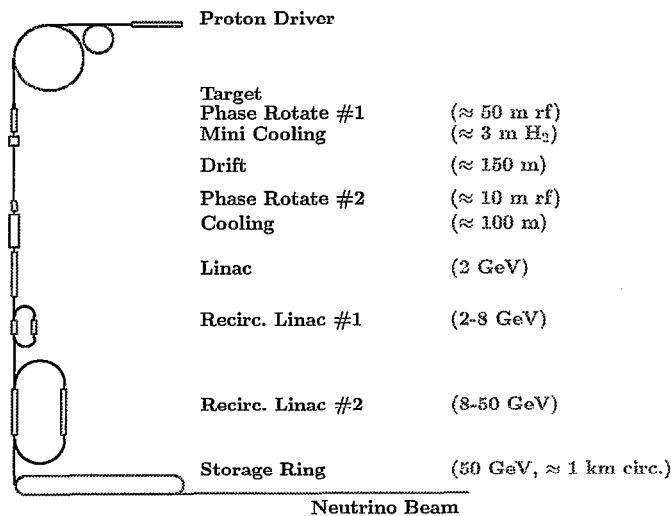 Proton Driver
Target
Phase Rotate #1 (≈ 50 m rf)
Mini Cooling (≈ 3 m H₂)
Drift (≈ 150 m)
Phase Rotate #2 (≈ 10 m rf)
Cooling (≈ 100 m)
Linac (2 GeV)
Recirc. Linac #1 (2-8 GeV)
Recirc. Linac #2 (8-50 GeV)
Storage Ring (50 GeV, ≈ 1 km circ.)
Neutrino Beam